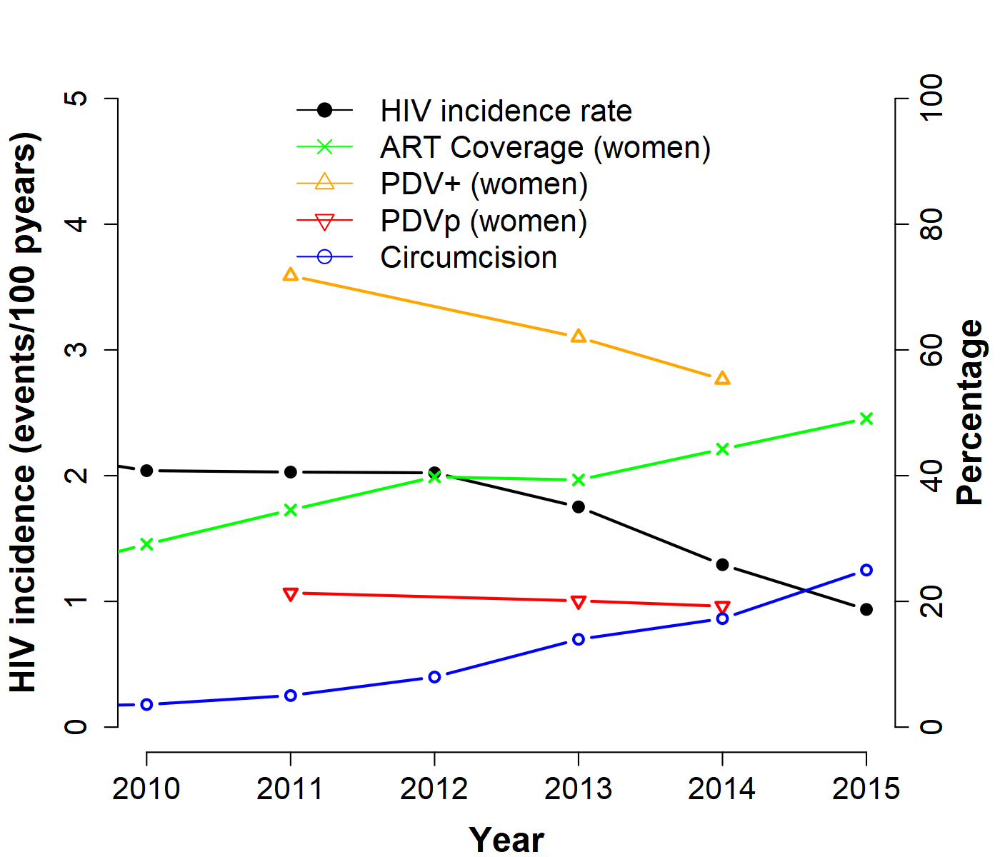 HIV incidence rate
ART Coverage (women)
PDV+ (women)
PDVp (women)
Circumcision
HIV incidence (events/100 pyears)
5
4
3
2
1
0
Percentage
100
80
60
40
20
0
2010 2011 2012 2013 2014 2015
Year